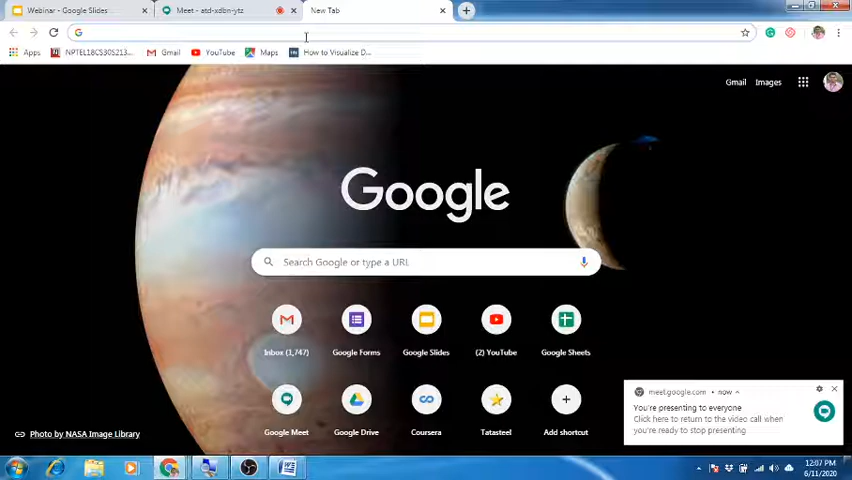 Webinar - Google Slides
Meet - atd-xdbn-ytz
New Tab
Apps
NPTEL18CS30S213...
Gmail
YouTube
Maps
How to Visualize D...
Gmail
Images
Google
Search Google or type a URL
Inbox (1,747)
Google Forms
Google Slides
(2) YouTube
Google Sheets
Google Meet
Google Drive
Coursera
Tatasteel
Add shortcut
meet.google.com • now
You're presenting to everyone
Click here to return to the video call when
you're ready to stop presenting
Photo by NASA Image Library
12:07 PM
6/11/2020